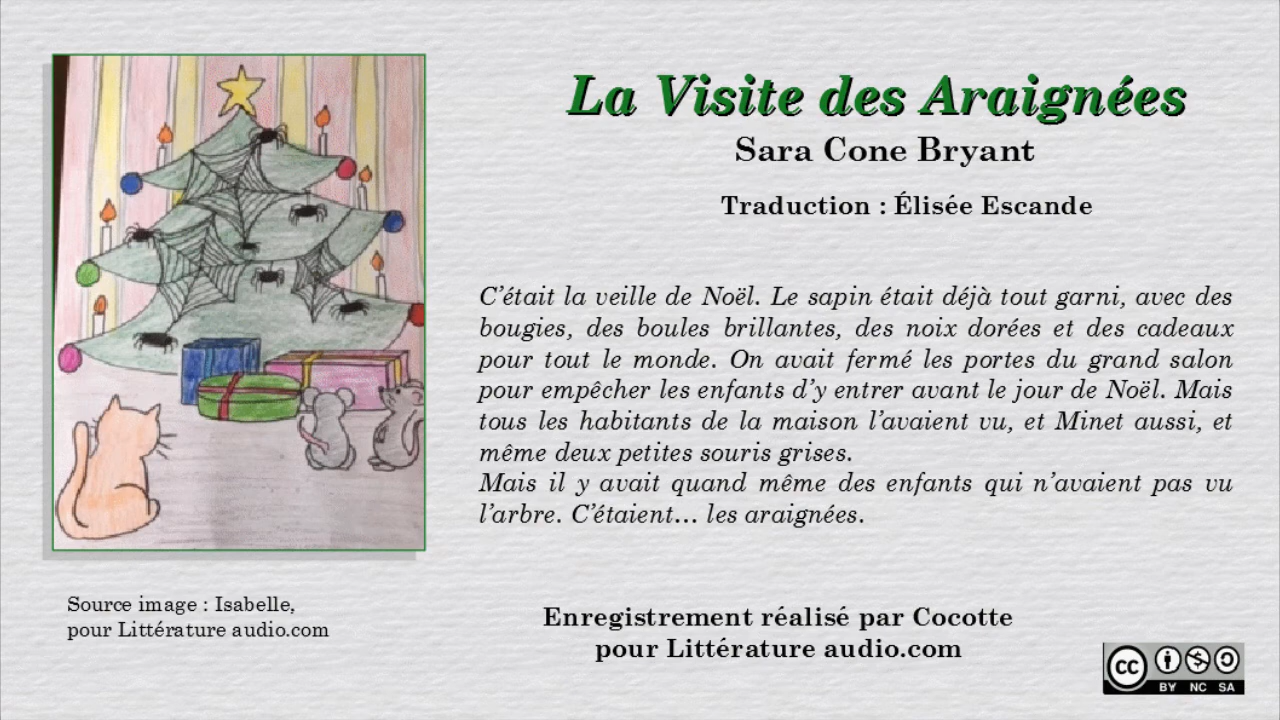 La Visite des Araignées
Sara Cone Bryant
Traduction : Élisée Escande
C’était la veille de Noël. Le sapin était déjà tout garni, avec des
bougies, des boules brillantes, des noix dorées et des cadeaux
pour tout le monde. On avait fermé les portes du grand salon
pour empêcher les enfants d’y entrer avant le jour de Noël. Mais
tous les habitants de la maison l’avaient vu, et Minet aussi, et
même deux petites souris grises.
Mais il y avait quand même des enfants qui n’avaient pas vu
l’arbre. C’étaient… les araignées.
Source image : Isabelle,
pour Littérature audio.com
Enregistrement réalisé par Cocotte
pour Littérature audio.com
cc
BY NC SA